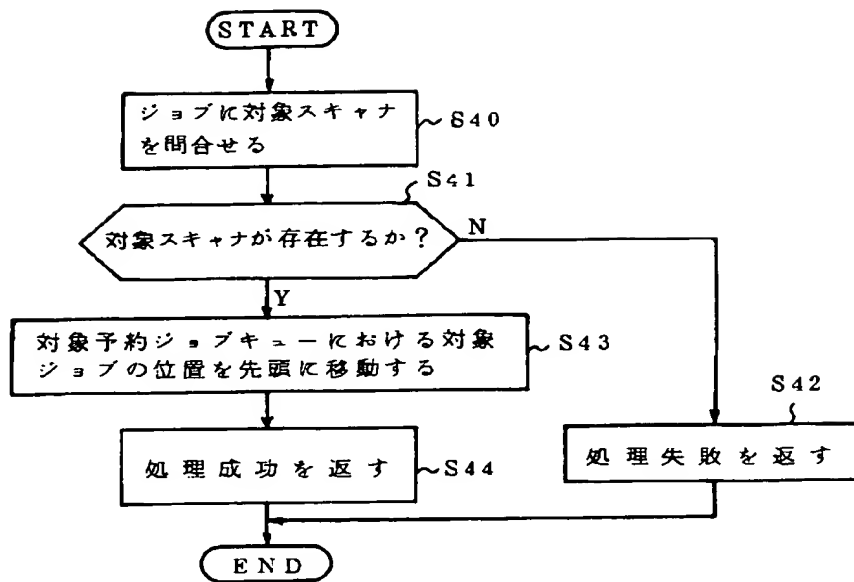 START
ジョブに対象スキャナ
を問合せる
S40
S41
対象スキャナが存在するか？
N
Y
対象予約ジョブキューにおける対象
ジョブの位置を先頭に移動する
S43
S42
処理成功を返す
S44
処理失敗を返す
END